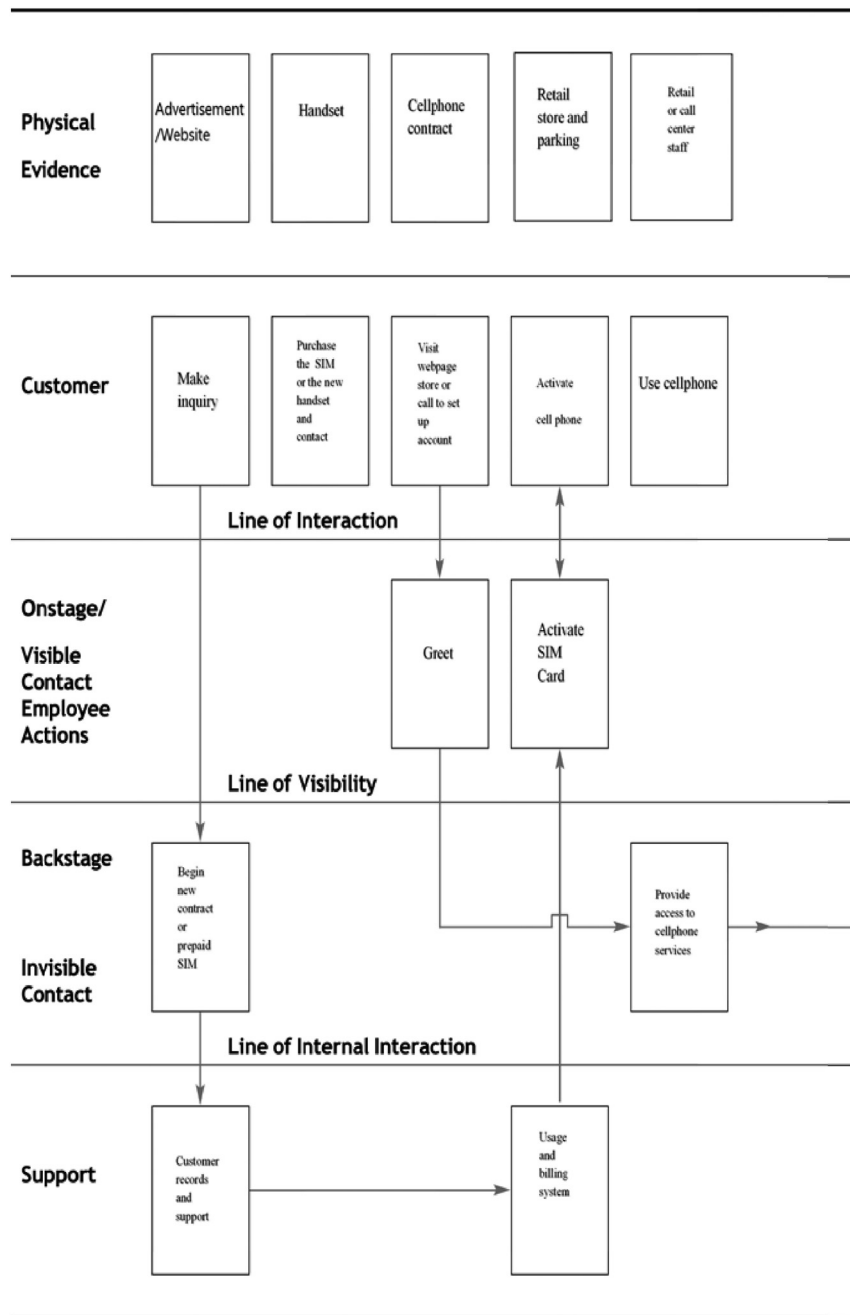 Physical
Evidence
Advertisement
/Website
Handset
Cellphone
contract
Retail
store and
parking
Retail
or call
center
staff
Customer
Make
inquiry
Purchase
the SIM
or the new
handset
and
contact
Visit
webpage
store or
call to set
up
account
Activate
cell phone
Use cellphone
Line of Interaction
Onstage/
Visible
Contact
Employee
Actions
Greet
Activate
SIM
Card
Line of Visibility
Backstage
Invisible
Contact
Begin
new
contract
or
prepaid
SIM
Provide
access to
cellphone
services
Line of Internal Interaction
Support
Customer
records
and
support
Usage
and
billing
system